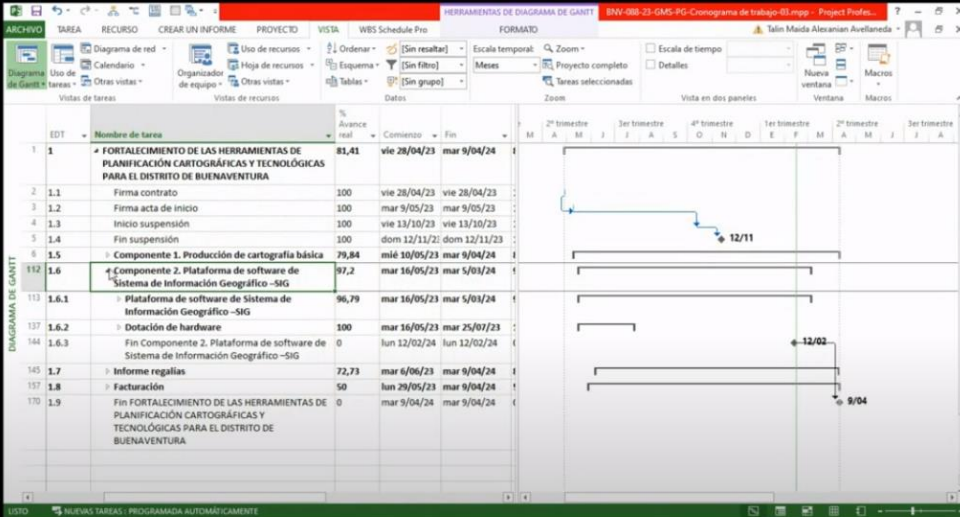 HERRAMIENTAS DE DIAGRAMA DE GANTT
BNV-088-23-GMS-PG-Cronograma de trabajo-03.mpp - Project Profes...
ARCHIVO TAREA RECURSO CREAR UN INFORME PROYECTO VISTA WBS Schedule Pro FORMATO
Talin Maida Alexanian Avellaneda
Diagrama de Gantt
Uso de tareas
Diagrama de red
Calendario
Otras vistas
Vistas de tareas
Organizador de equipo
Uso de recursos
Hoja de recursos
Otras vistas
Vistas de recursos
Ordenar
Esquema
Tablas
[Sin resaltar]
[Sin filtro]
[Sin grupo]
Datos
Escala temporal:
Meses
Zoom
Proyecto completo
Tareas seleccionadas
Zoom
Escala de tiempo
Detalles
Vista en dos paneles
Nueva ventana
Ventana
Macros
Macros
EDT Nombre de tarea % Avance real Comienzo Fin
2º trimestre 3er trimestre 4º trimestre 1er trimestre 2º trimestre 3er trimestre
M A M J J A S O N D E F M A M J J A
1 1 FORTALECIMIENTO DE LAS HERRAMIENTAS DE 81,41 vie 28/04/23 mar 9/04/24
PLANIFICACIÓN CARTOGRÁFICAS Y TECNOLÓGICAS
PARA EL DISTRITO DE BUENAVENTURA
2 1.1 Firma contrato 100 vie 28/04/23 vie 28/04/23
3 1.2 Firma acta de inicio 100 mar 9/05/23 mar 9/05/23
4 1.3 Inicio suspensión 100 vie 13/10/23 vie 13/10/23
5 1.4 Fin suspensión 100 dom 12/11/2 dom 12/11/23 12/11
6 1.5 Componente 1. Producción de cartografía básica 79,84 mié 10/05/23 mar 9/04/24
112 1.6 Componente 2. Plataforma de software de 97,2 mar 16/05/23 mar 5/03/24
Sistema de Información Geográfico –SIG
113 1.6.1 Plataforma de software de Sistema de 96,79 mar 16/05/23 mar 5/03/24
Información Geográfico –SIG
137 1.6.2 Dotación de hardware 100 mar 16/05/23 mar 25/07/23
144 1.6.3 Fin Componente 2. Plataforma de software de 0 lun 12/02/24 lun 12/02/24 12/02
Sistema de Información Geográfico –SIG
145 1.7 Informe regalías 72,73 mar 6/06/23 mar 9/04/24
157 1.8 Facturación 50 lun 29/05/23 mar 9/04/24
170 1.9 Fin FORTALECIMIENTO DE LAS HERRAMIENTAS DE 0 mar 9/04/24 mar 9/04/24 9/04
PLANIFICACIÓN CARTOGRÁFICAS Y
TECNOLÓGICAS PARA EL DISTRITO DE
BUENAVENTURA
DIAGRAMA DE GANTT
LISTO NUEVAS TAREAS : PROGRAMADA AUTOMÁTICAMENTE